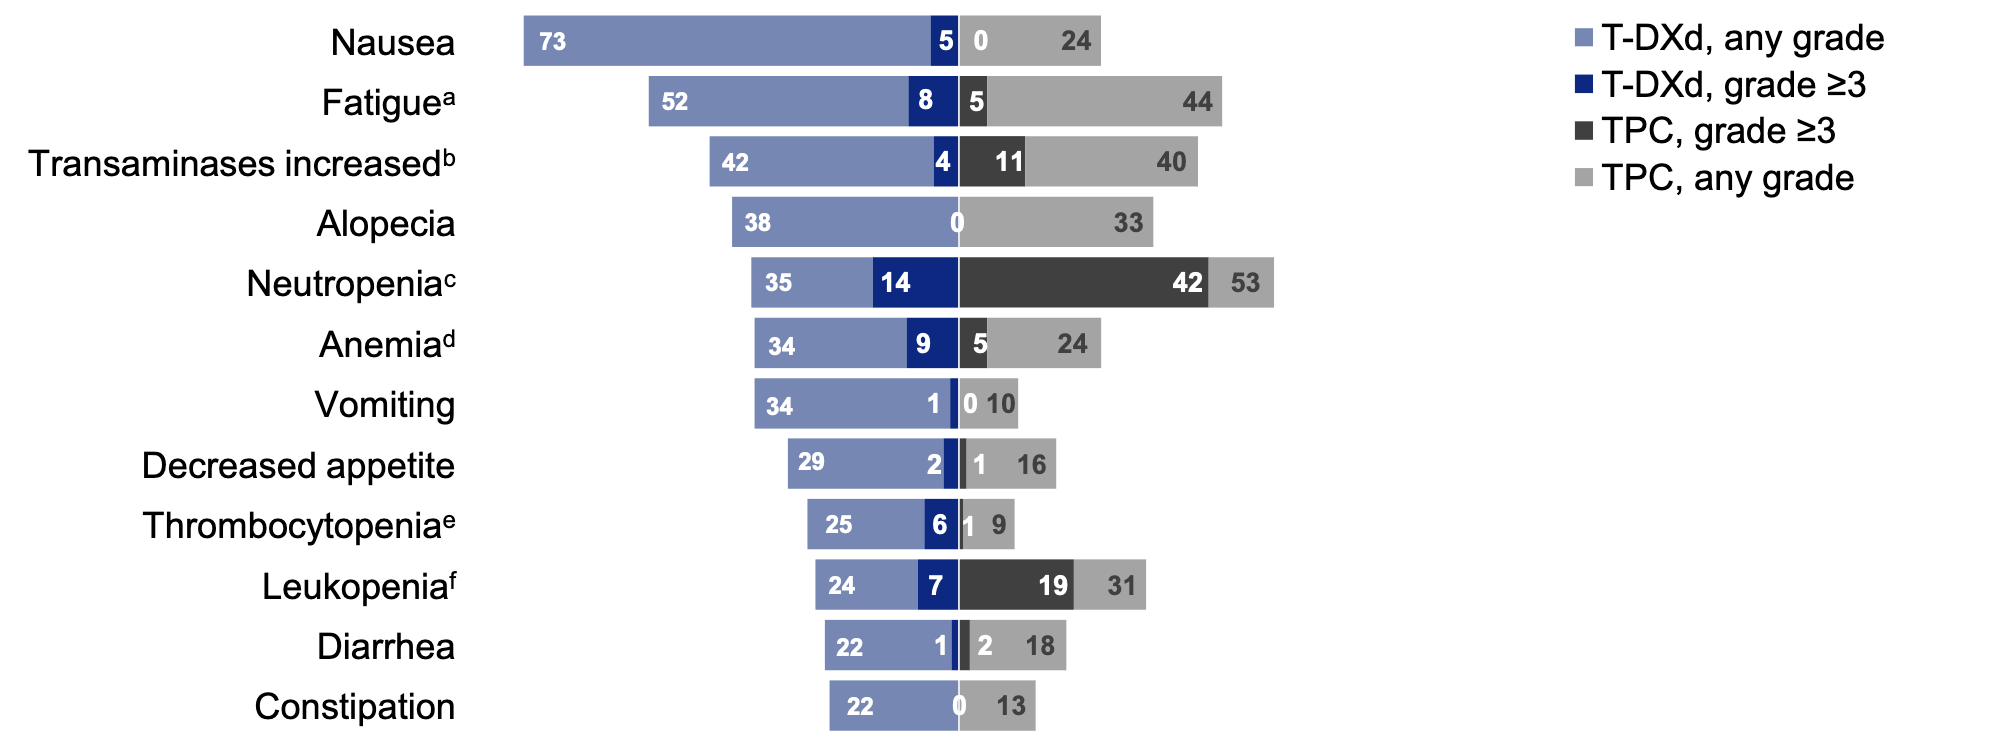 Nausea 73 5 0 24
Fatigueᵃ 52 8 5 44
Transaminases increasedᵇ 42 4 11 40
Alopecia 38 0 33
Neutropeniaᶜ 35 14 42 53
Anemiaᵈ 34 9 5 24
Vomiting 34 1 0 10
Decreased appetite 29 2 1 16
Thrombocytopeniaᵉ 25 6 1 9
Leukopeniaᶠ 24 7 19 31
Diarrhea 22 1 2 18
Constipation 22 0 13
T-DXd, any grade
T-DXd, grade ≥3
TPC, grade ≥3
TPC, any grade